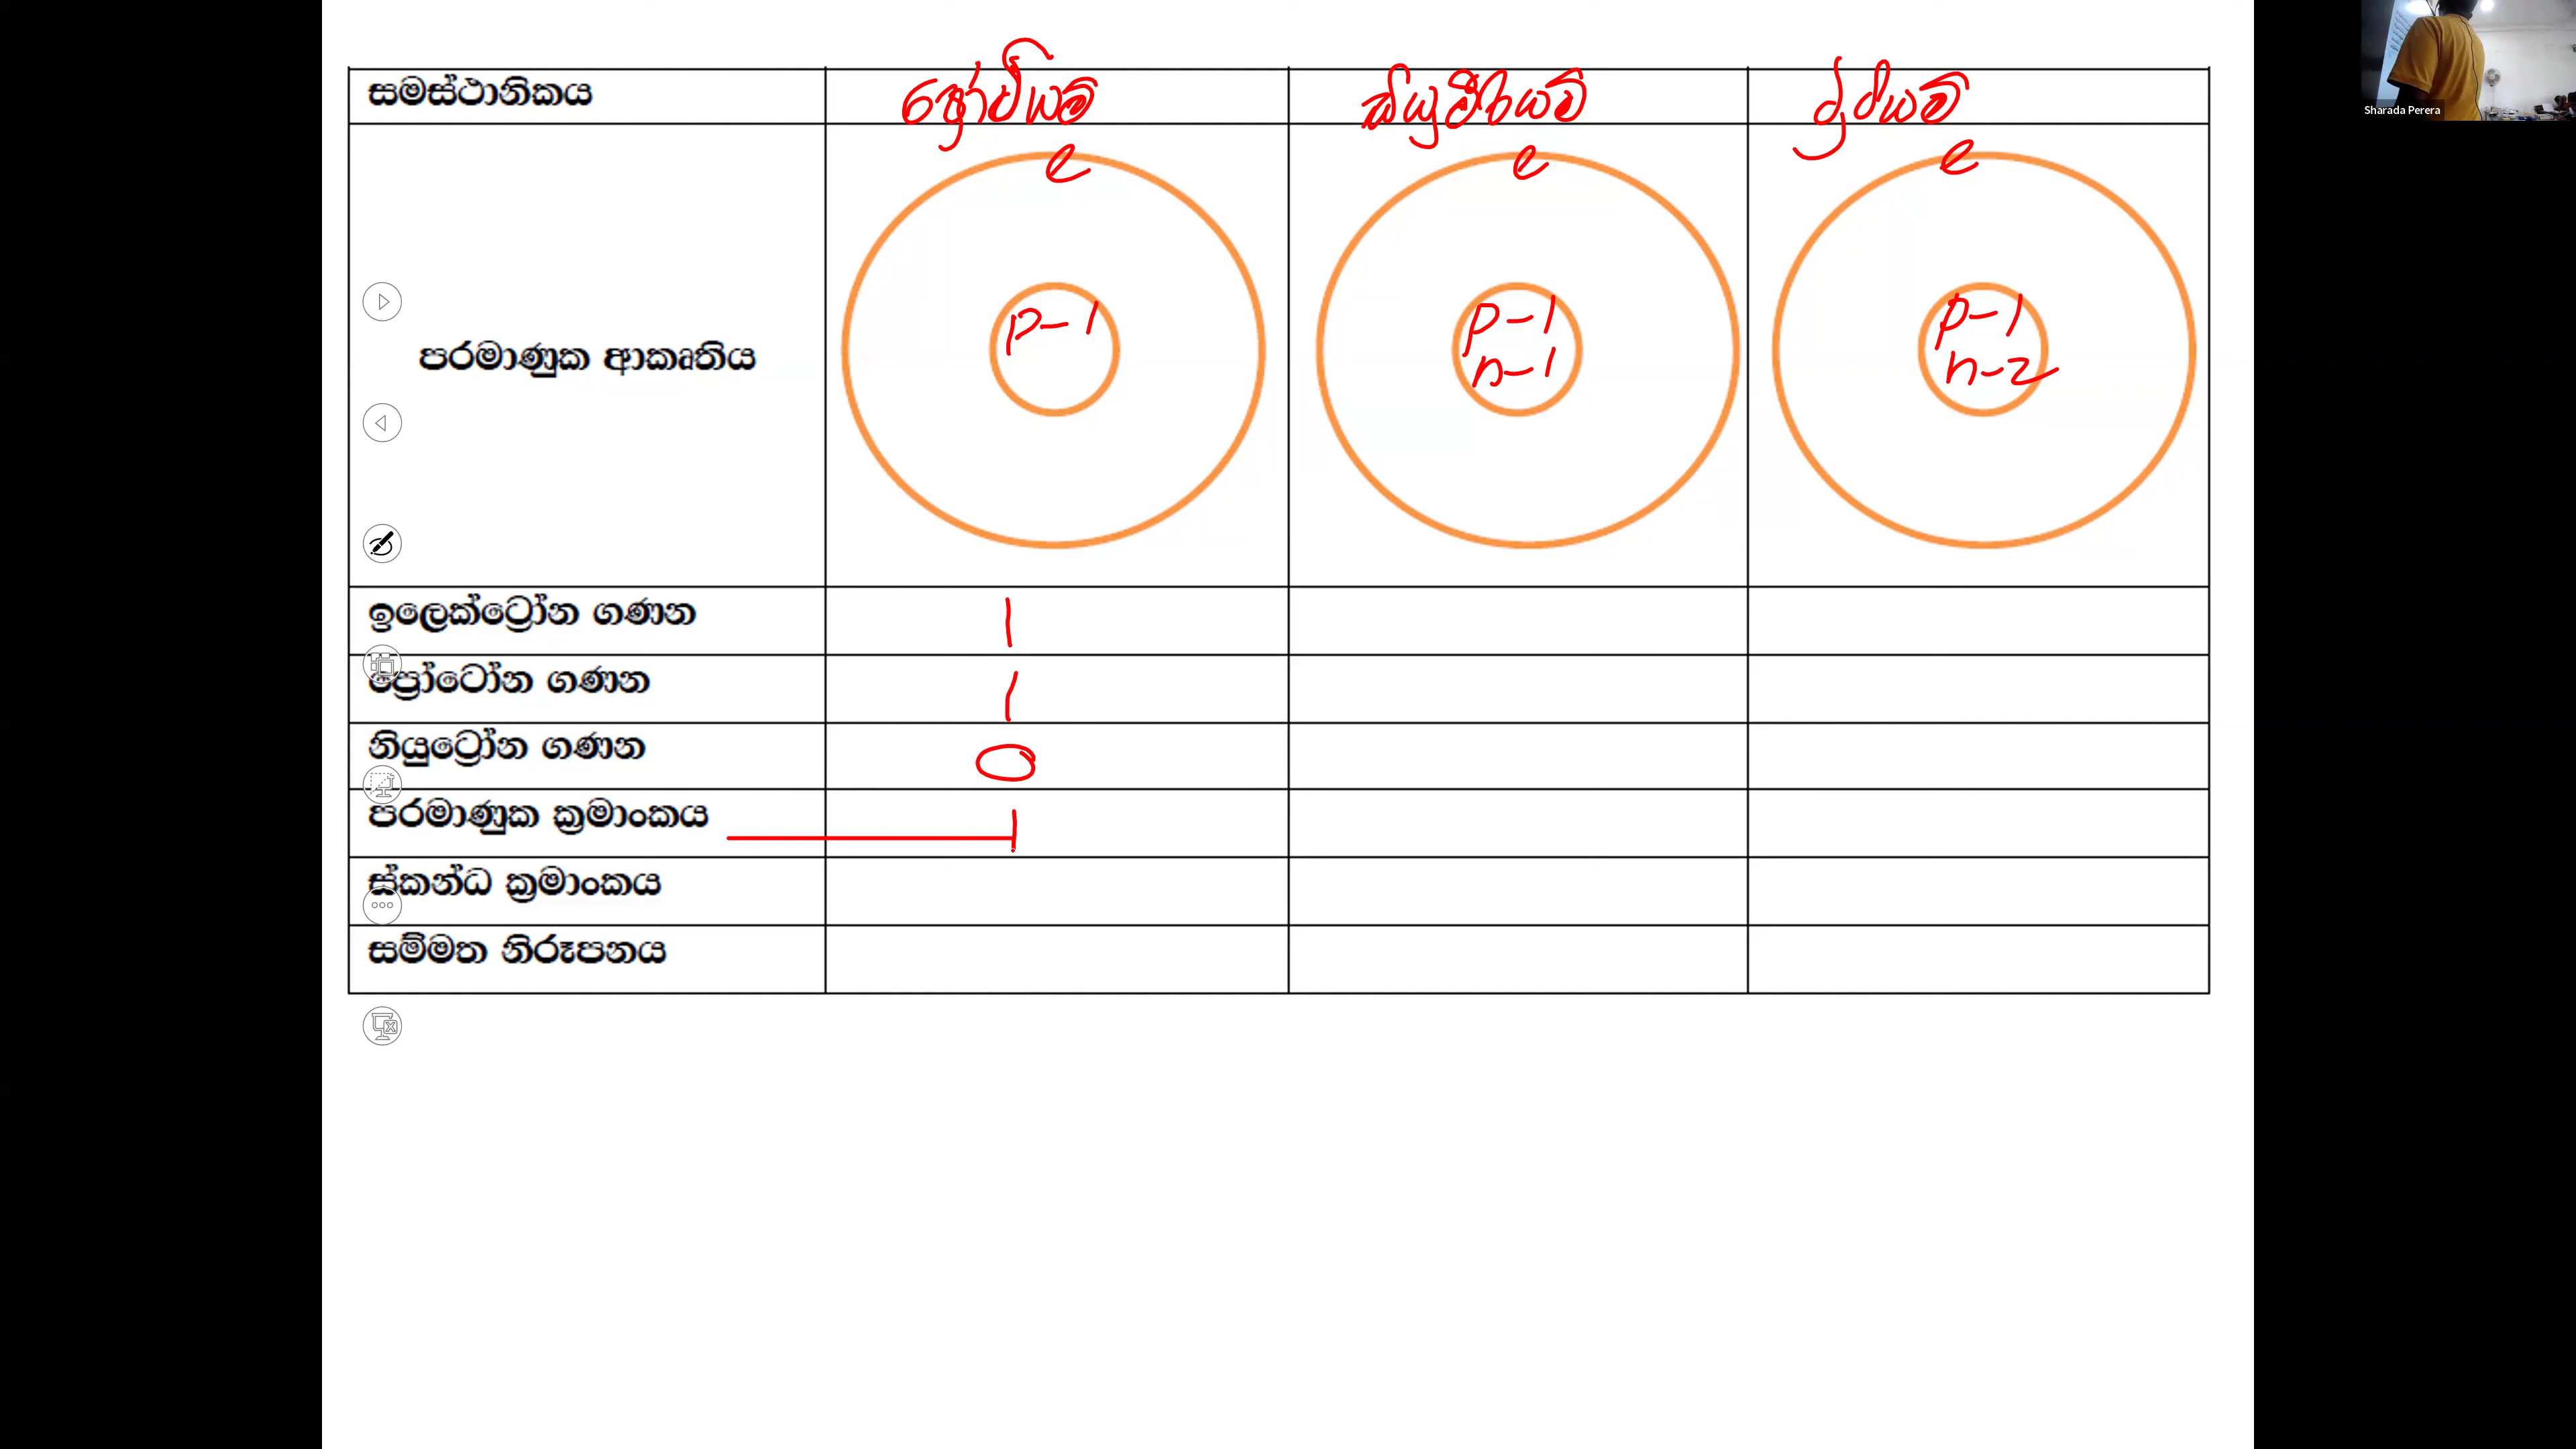 Sharada Perera
සමස්ථානිකය ප්‍රෝටියම් ඩියුටීරියම් ට්‍රිටියම්
e e e
පරමාණුක ආකෘතිය
p-1 p-1 p-1
n-1 n-2
ඉලෙක්ට්‍රෝන ගණන 1
ප්‍රෝටෝන ගණන 1
නියුට්‍රෝන ගණන 0
පරමාණුක ක්‍රමාංකය 1
ස්කන්ධ ක්‍රමාංකය
සම්මත නිරූපනය